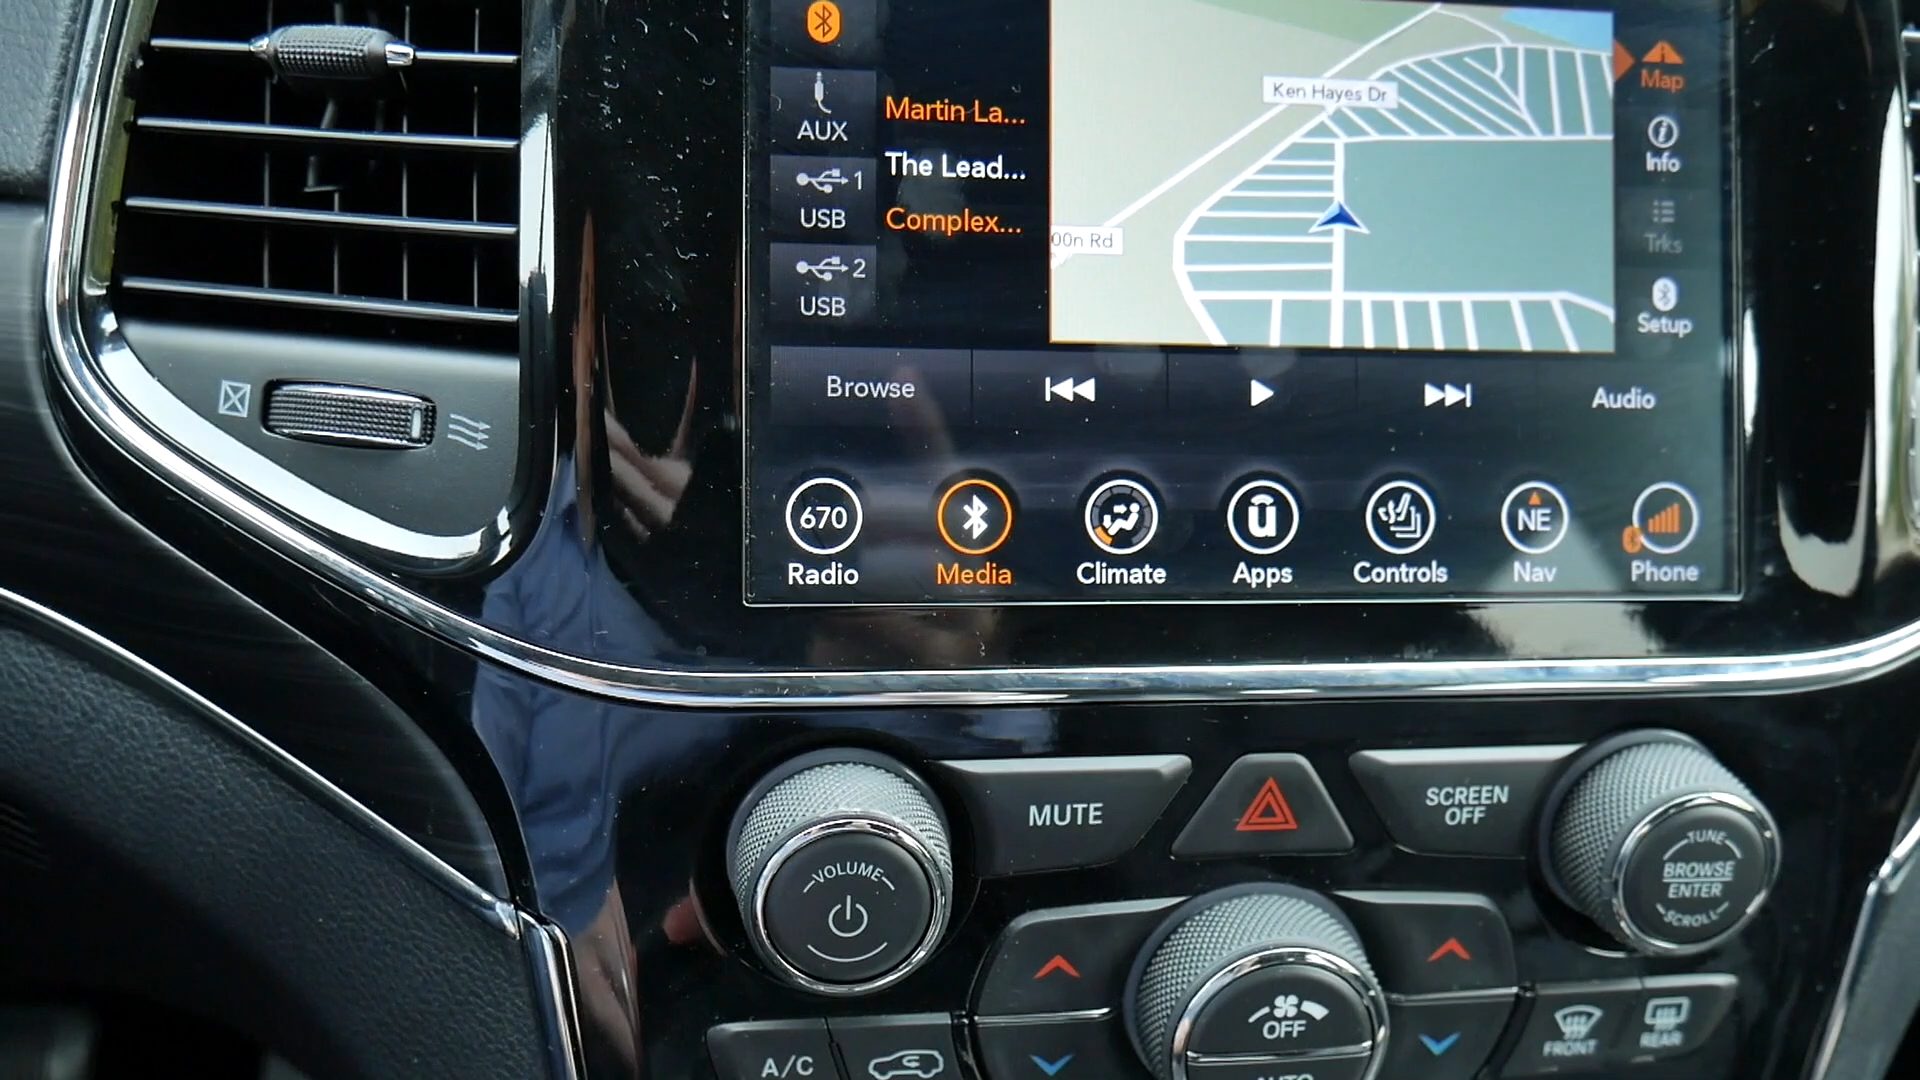 AUX
1
USB
2
USB
Martin La...
The Lead...
Complex...
Ken Hayes Dr
00n Rd
Map
Info
Trks
Setup
Browse
Audio
670
NE
Radio
Media
Climate
Apps
Controls
Nav
Phone
MUTE
SCREEN
OFF
VOLUME
TUNE
BROWSE
ENTER
SCROLL
OFF
AUTO
A/C
FRONT
REAR